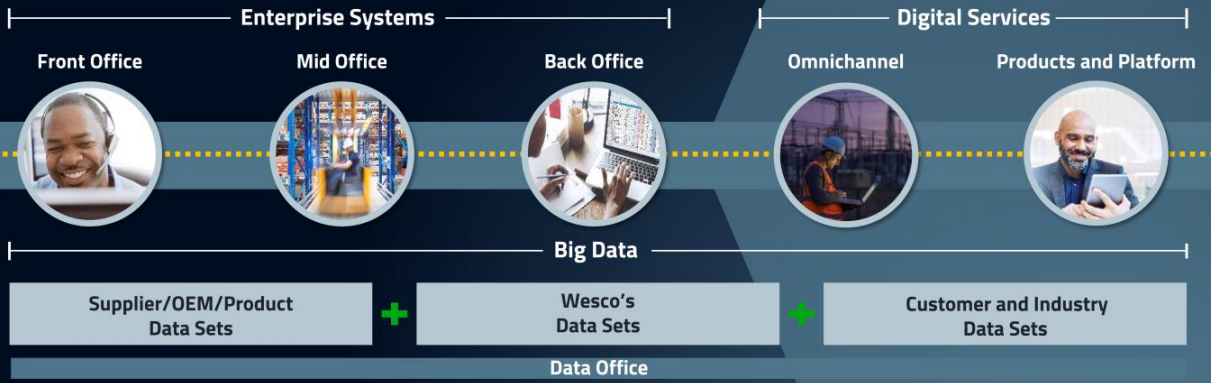 Enterprise Systems
Digital Services
Front Office
Mid Office
Back Office
Omnichannel
Products and Platform
Big Data
Supplier/OEM/Product
Data Sets
Wesco's
Data Sets
Customer and Industry
Data Sets
Data Office